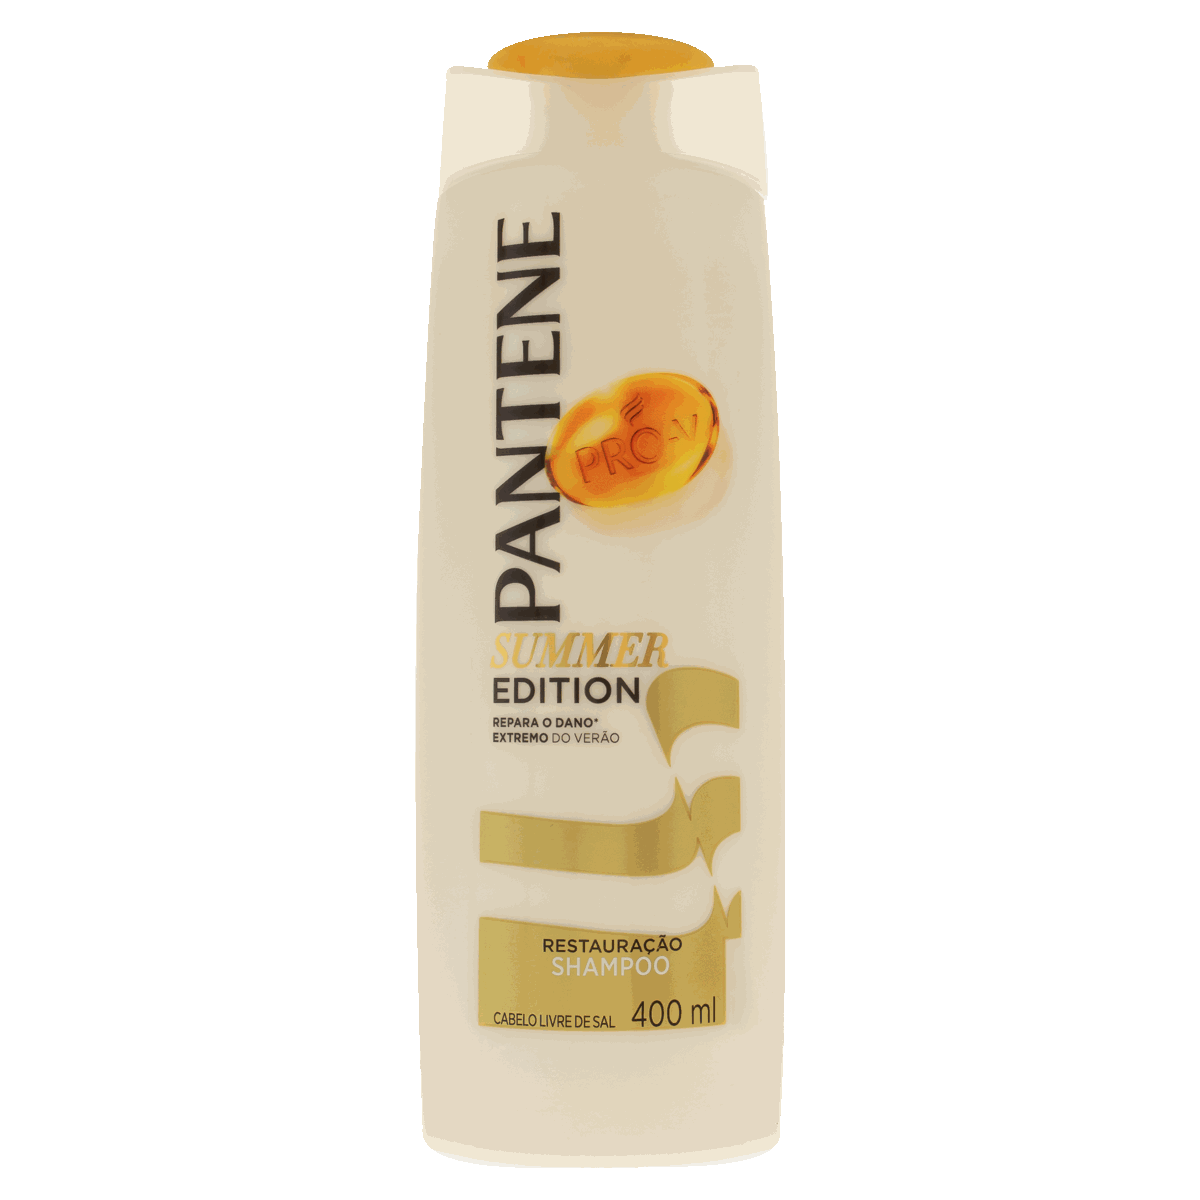 PANTENE
PRO-V
SUMMER
EDITION
REPARA O DANO*
EXTREMO DO VERÃO
RESTAURAÇÃO
SHAMPOO
CABELO LIVRE DE SAL 400 ml